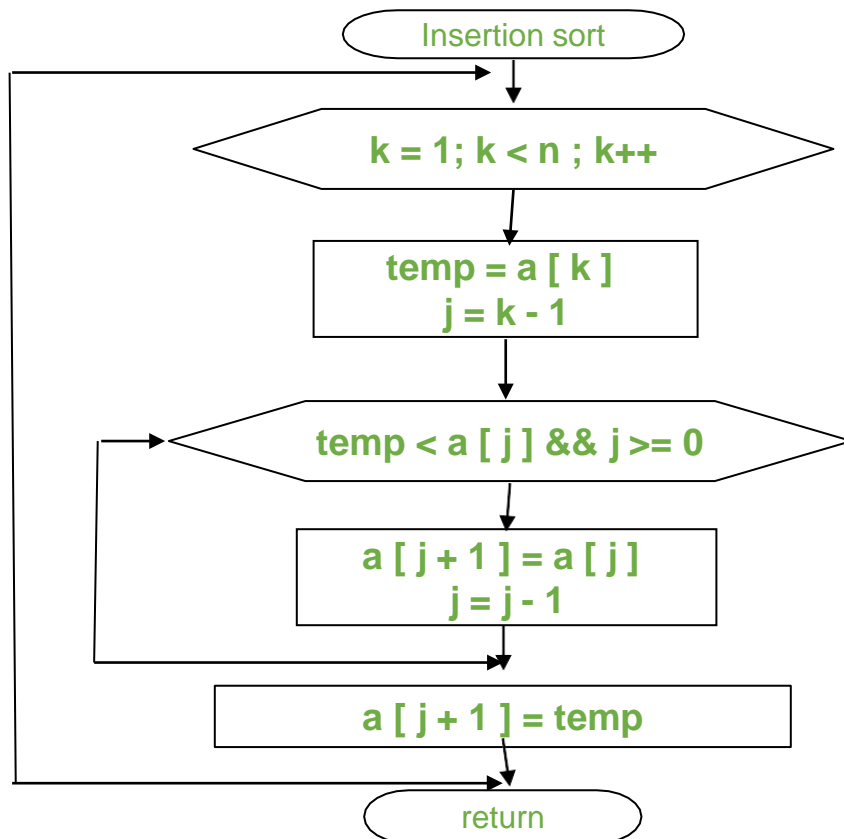 Insertion sort
k = 1; k < n ; k++
temp = a [ k ]
j = k - 1
temp < a [ j ] && j >= 0
a [ j + 1 ] = a [ j ]
j = j - 1
a [ j + 1 ] = temp
return